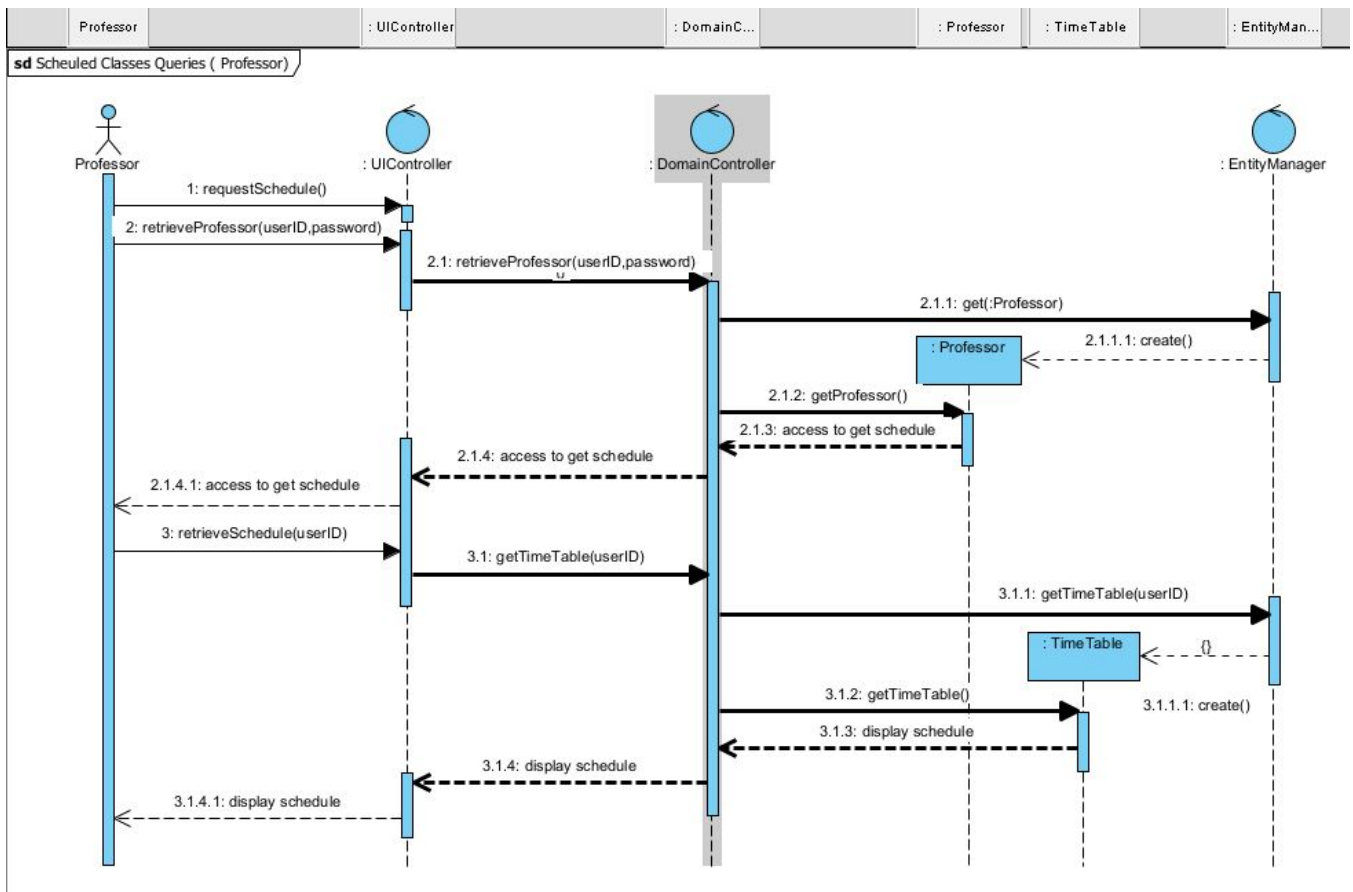 Professor
: UIController
: DomainC...
: Professor
: TimeTable
: EntityMan...
sd Scheuled Classes Queries ( Professor)
Professor
: UIController
: DomainController
: EntityManager
1: requestSchedule()
2: retrieveProfessor(userID,password)
2.1: retrieveProfessor(userID,password)
2.1.1: get(:Professor)
: Professor
2.1.1.1: create()
2.1.2: getProfessor()
2.1.3: access to get schedule
2.1.4: access to get schedule
2.1.4.1: access to get schedule
3: retrieveSchedule(userID)
3.1: getTimeTable(userID)
3.1.1: getTimeTable(userID)
: TimeTable
{}
3.1.2: getTimeTable()
3.1.1.1: create()
3.1.3: display schedule
3.1.4: display schedule
3.1.4.1: display schedule